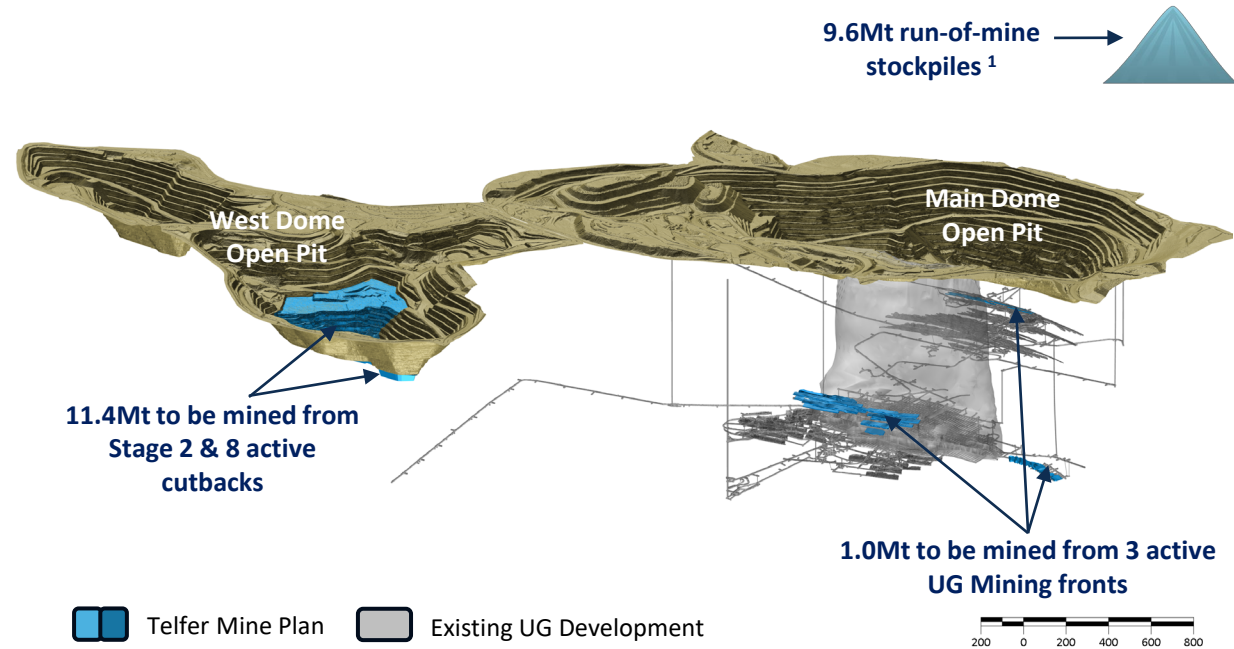 9.6Mt run-of-mine
stockpiles ¹
West Dome
Open Pit
Main Dome
Open Pit
11.4Mt to be mined from
Stage 2 & 8 active
cutbacks
1.0Mt to be mined from 3 active
UG Mining fronts
Telfer Mine Plan
Existing UG Development
200 0 200 400 600 800